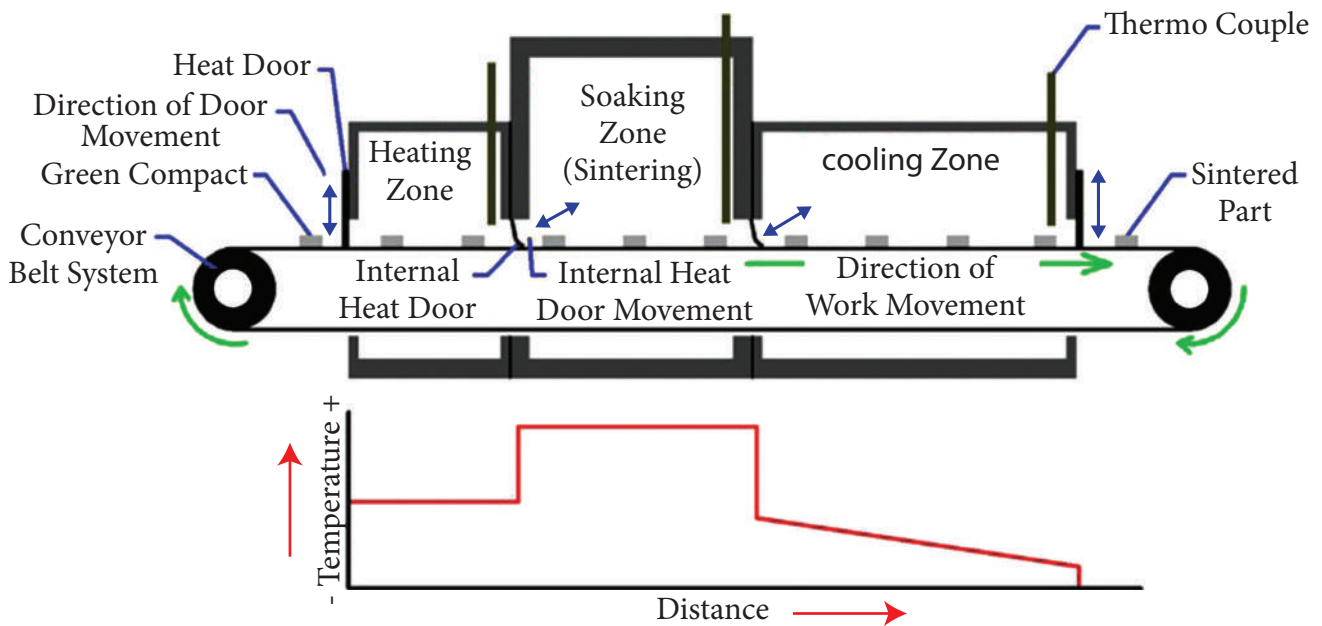 Thermo Couple
Heat Door
Direction of Door
Movement
Green Compact
Conveyor
Belt System
Heating
Zone
Soaking
Zone
(Sintering)
cooling Zone
Sintered
Part
Internal
Heat Door
Internal Heat
Door Movement
Direction of
Work Movement
- Temperature +
Distance